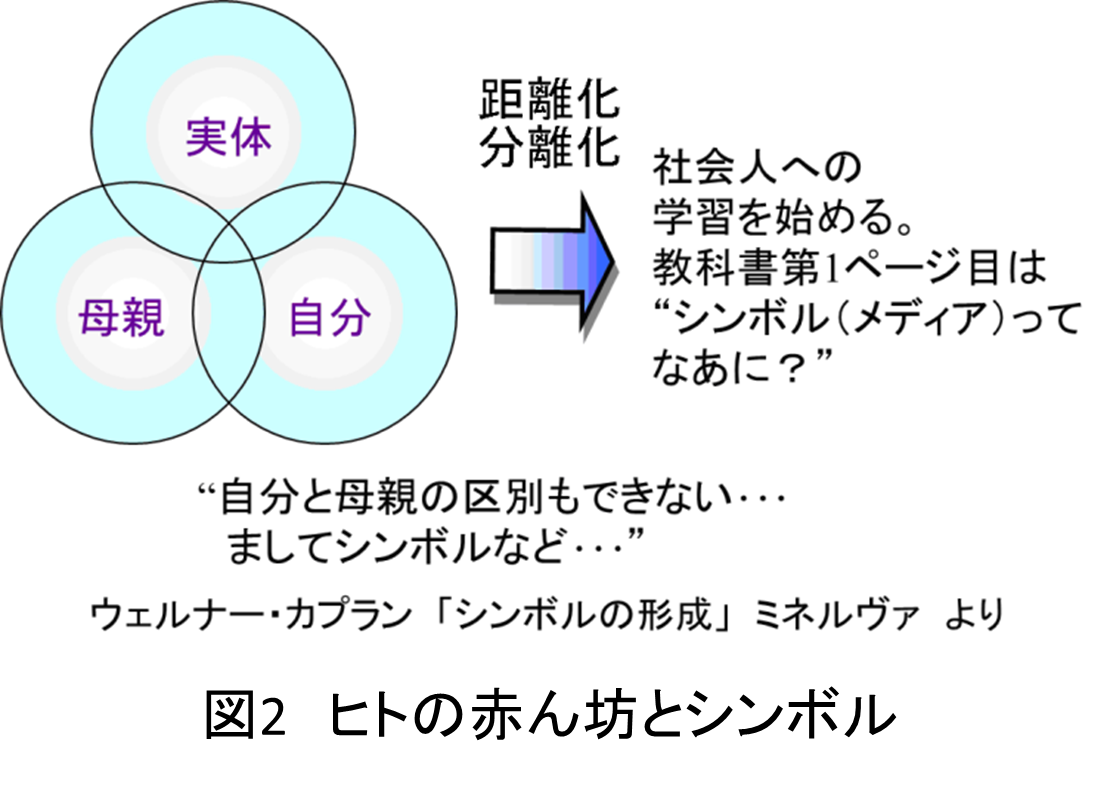 実体
母親
自分
距離化
分離化
社会人への
学習を始める。
教科書第1ページ目は
“シンボル（メディア）って
なあに？”
“自分と母親の区別もできない･･･
ましてシンボルなど･･･”
ウェルナー・カプラン「シンボルの形成」ミネルヴァ　より
図2　ヒトの赤ん坊とシンボル